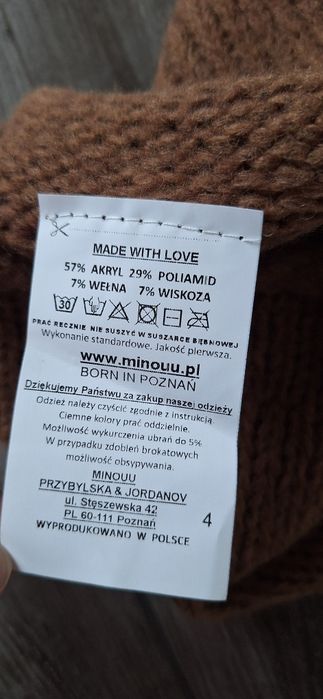 MADE WITH LOVE
57% AKRYL 29% POLIAMID
7% WEŁNA 7% WISKOZA
30
PRAĆ RĘCZNIE NIE SUSZYĆ W SUSZARCE BĘBNOWEJ
Wykonanie standardowe. Jakość pierwsza.
www.minouu.pl
BORN IN POZNAŃ
Dziękujemy Państwu za zakup naszej odzieży
Odzież należy czyścić zgodnie z instrukcją.
Ciemne kolory prać oddzielnie.
Możliwość wykurczenia ubrań do 5%
W przypadku zdobień brokatowych
możliwość obsypywania.
MINOUU
PRZYBYLSKA & JORDANOV
ul. Stęszewska 42
PL 60-111 Poznań
4
WYPRODUKOWANO W POLSCE